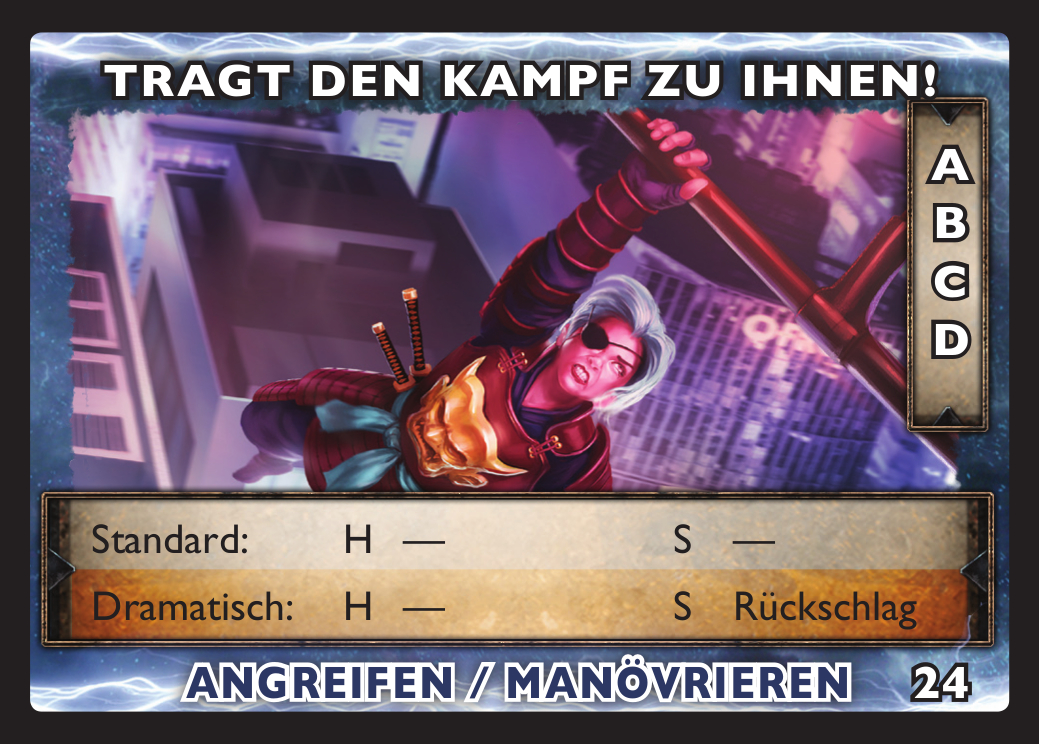 TRAGT DEN KAMPF ZU IHNEN!
A
B
C
D
Standard: H — S —
Dramatisch: H — S Rückschlag
ANGREIFEN / MANÖVRIEREN 24